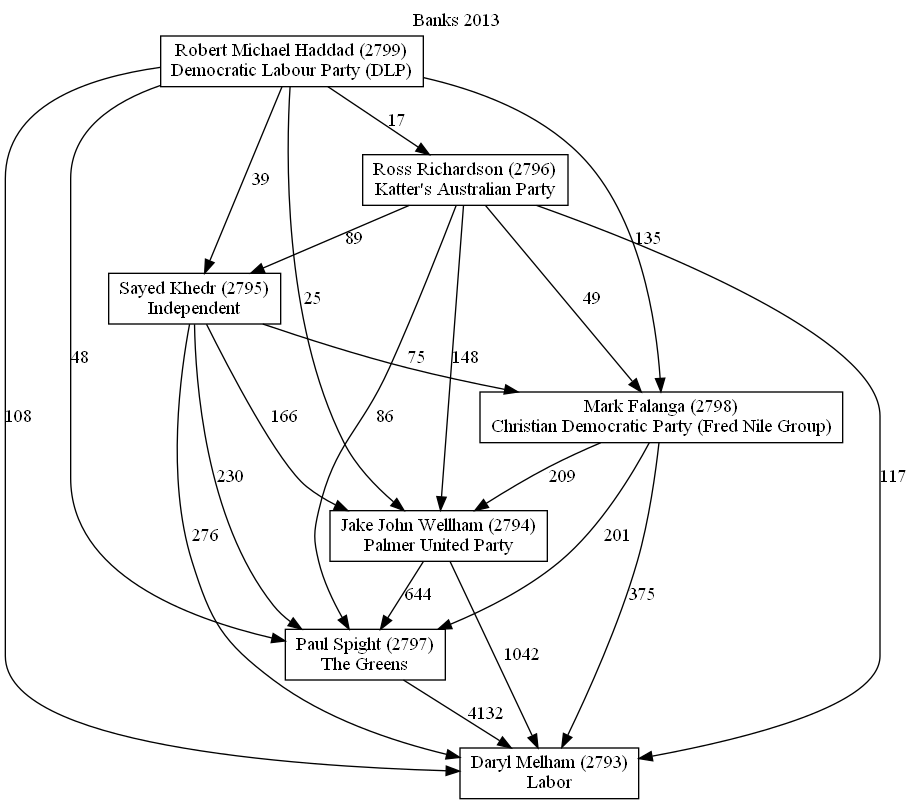 Banks 2013
Robert Michael Haddad (2799)
Democratic Labour Party (DLP)
17
Ross Richardson (2796)
Katter's Australian Party
39
89
135
Sayed Khedr (2795)
Independent
25
49
48
75
148
Mark Falanga (2798)
Christian Democratic Party (Fred Nile Group)
108
166
86
230
209
117
Jake John Wellham (2794)
Palmer United Party
276
201
644
375
Paul Spight (2797)
The Greens
1042
4132
Daryl Melham (2793)
Labor